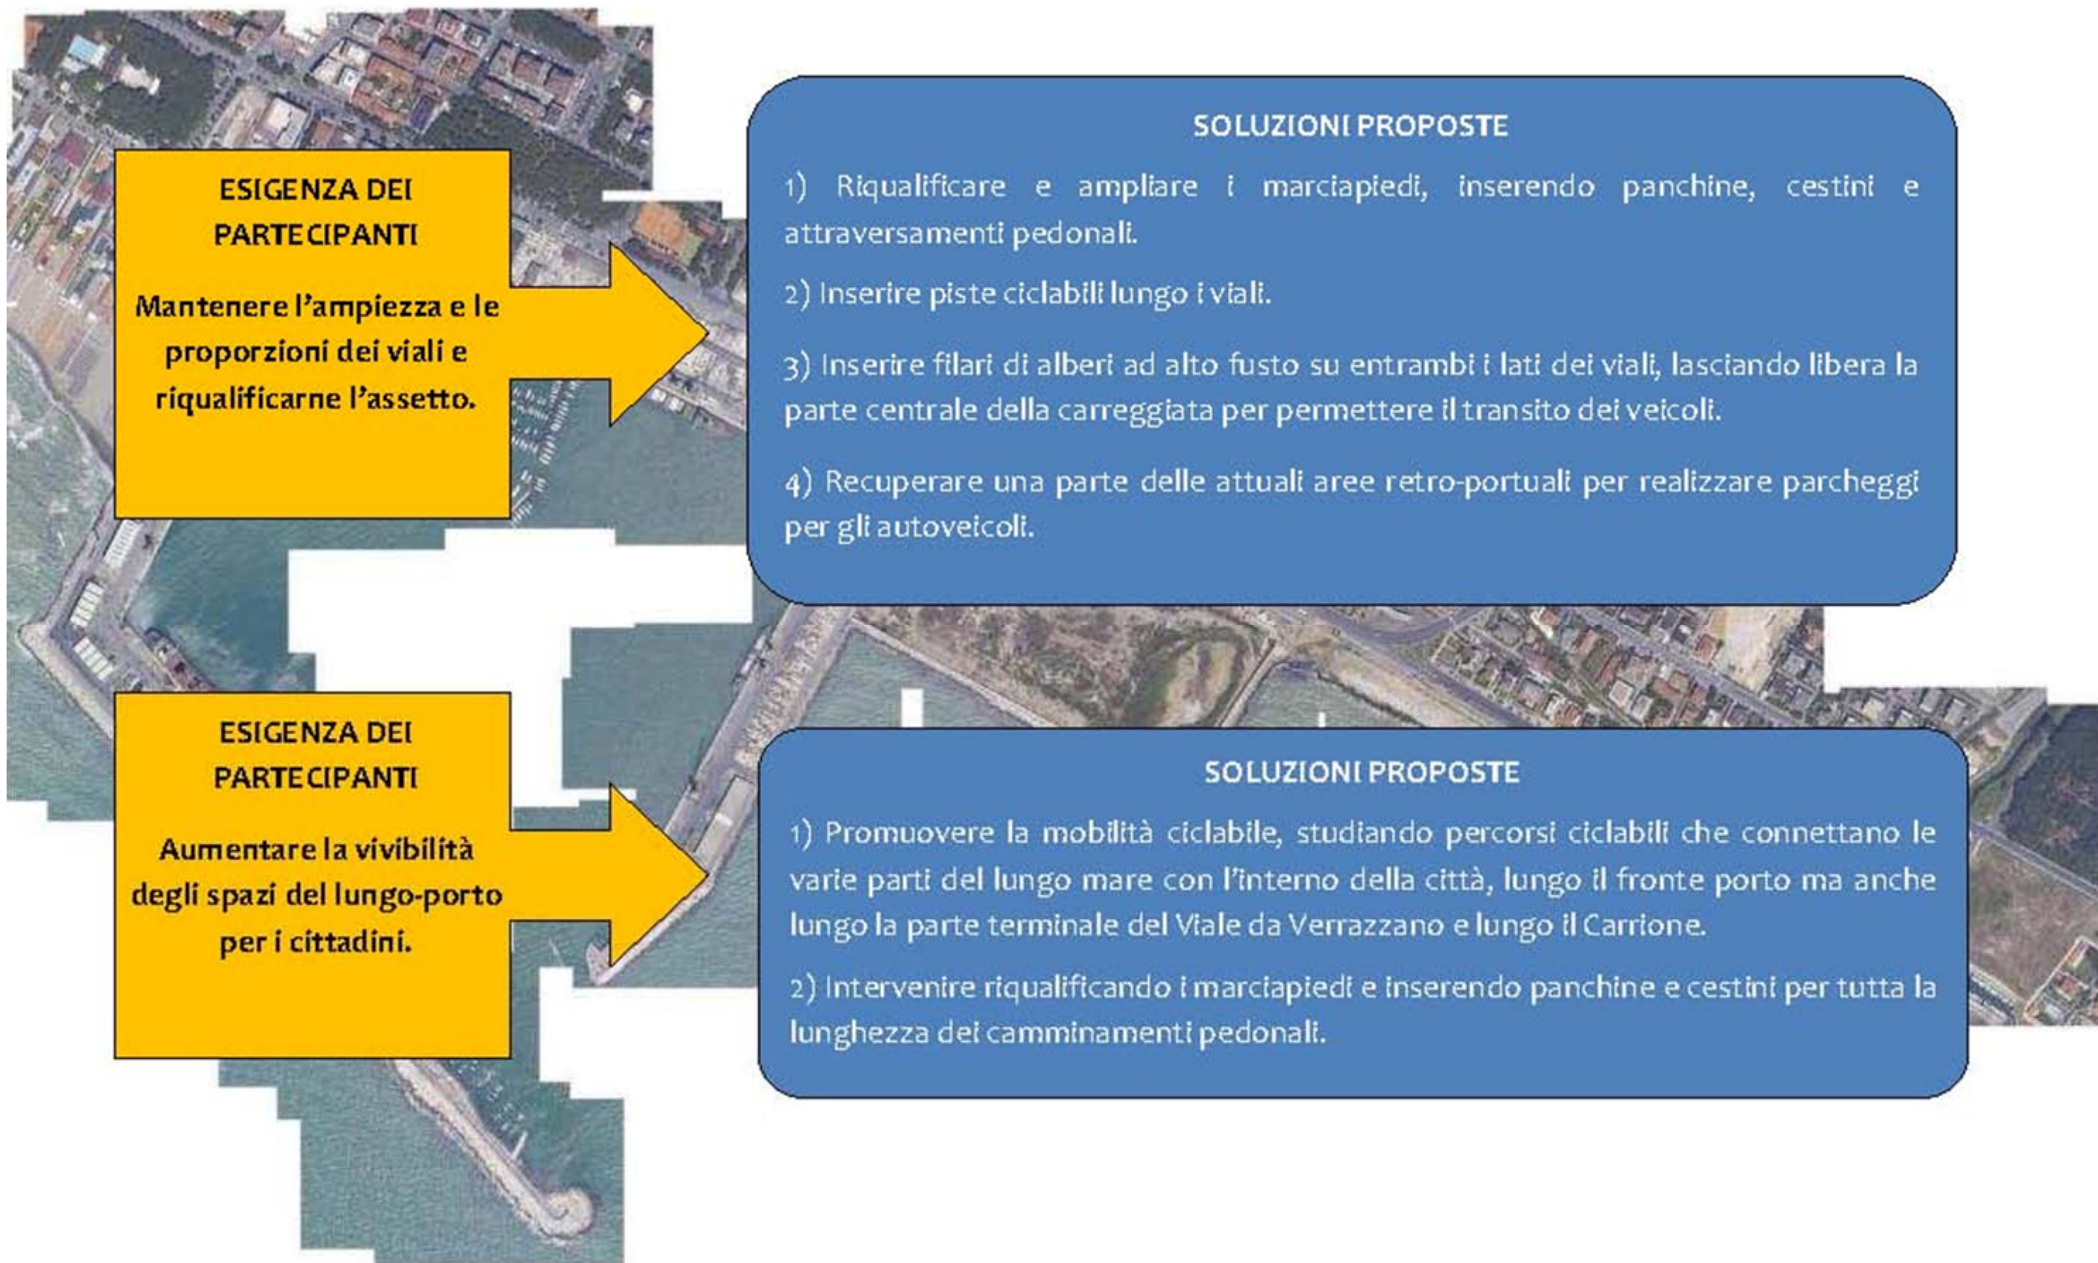 ESIGENZA DEI
PARTECIPANTI
Mantenere l'ampiezza e le
proporzioni dei viali e
riqualificarne l'assetto.
SOLUZIONI PROPOSTE
1) Riqualificare e ampliare i marciapiedi, inserendo panchine, cestini e
attraversamenti pedonali.
2) Inserire piste ciclabili lungo i viali.
3) Inserire filari di alberi ad alto fusto su entrambi i lati dei viali, lasciando libera la
parte centrale della carreggiata per permettere il transito dei veicoli.
4) Recuperare una parte delle attuali aree retro-portuali per realizzare parcheggi
per gli autoveicoli.
ESIGENZA DEI
PARTECIPANTI
Aumentare la vivibilità
degli spazi del lungo-porto
per i cittadini.
SOLUZIONI PROPOSTE
1) Promuovere la mobilità ciclabile, studiando percorsi ciclabili che connettano le
varie parti del lungo mare con l'interno della città, lungo il fronte porto ma anche
lungo la parte terminale del Viale da Verrazzano e lungo il Carrione.
2) Intervenire riqualificando i marciapiedi e inserendo panchine e cestini per tutta la
lunghezza dei camminamenti pedonali.